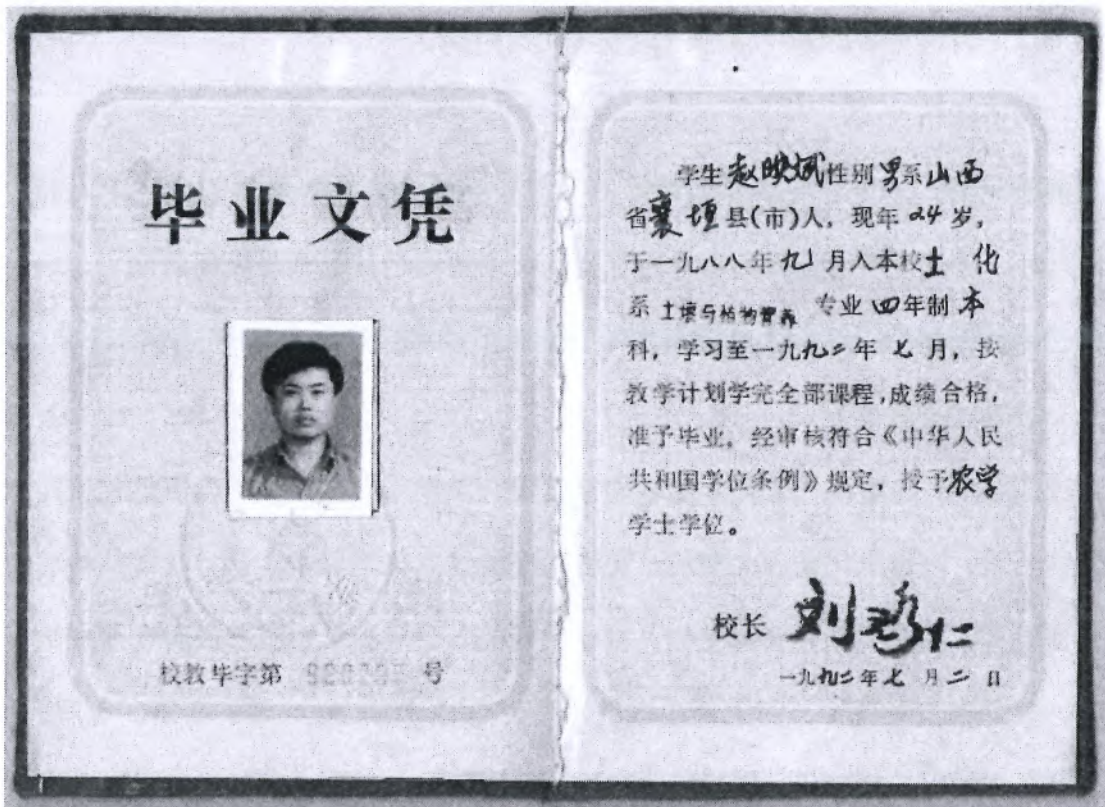 毕业文凭
校教毕字第 号
学生赵映斌性别男系山西
省襄垣县(市)人，现年24岁，
于一九八八年九月入本校土化
系土壤与植物营养专业四年制本
科，学习至一九九二年七月，按
教学计划学完全部课程，成绩合格，
准予毕业。经审核符合《中华人民
共和国学位条例》规定，授予农学
学士学位。
校长
一九九二年七月二日